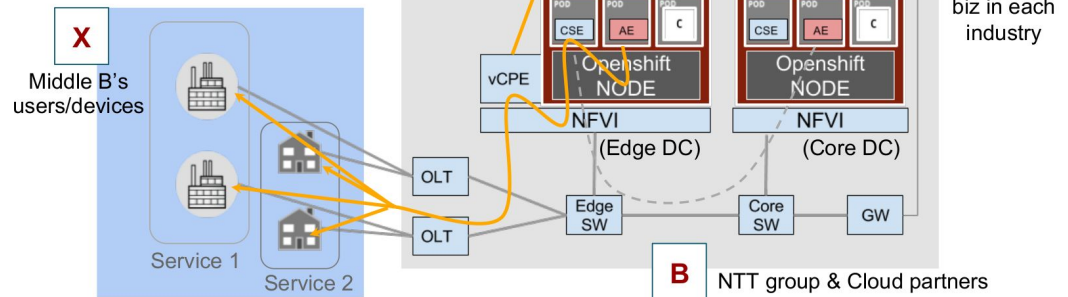 POD
POD
POD
POD
POD
POD
CSE
AE
C
CSE
AE
C
biz in each
industry
X
Middle B's
users/devices
vCPE
Openshift
NODE
Openshift
NODE
NFVI
NFVI
(Edge DC)
(Core DC)
OLT
OLT
Edge
SW
Core
SW
GW
Service 1
Service 2
B
NTT group & Cloud partners